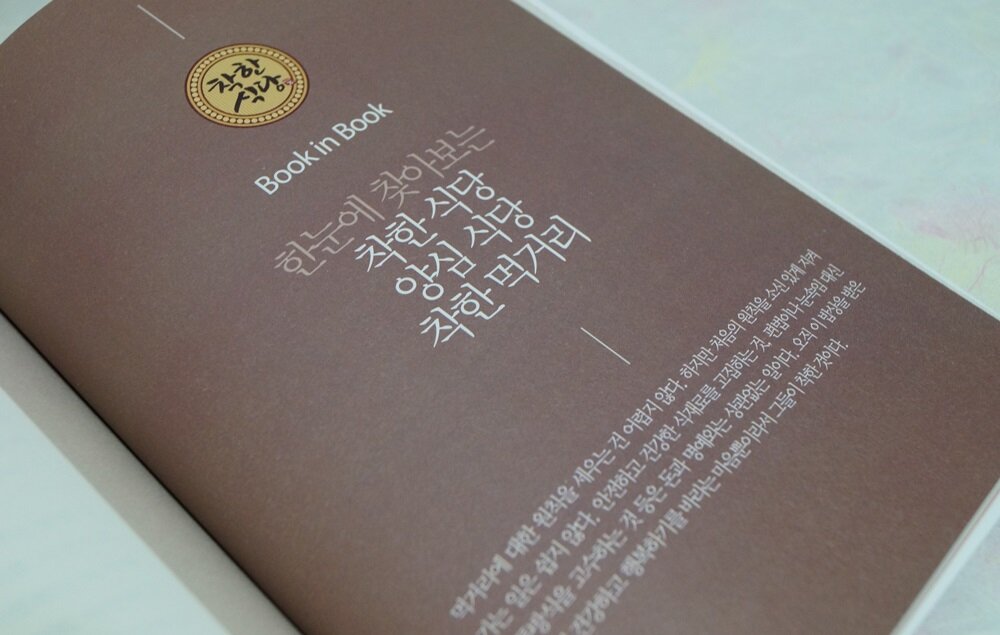 착한
식당
Book in Book
한눈에 찾아보는
착한 식당
양심 식당
착한 먹거리
먹거리에 대한 원칙을 세우는 건 어렵지 않다. 하지만 처음의 원칙을 소신 있게 지켜
가는 일은 쉽지 않다. 안전하고 건강한 식재료를 고집하는 것, 편법이나 눈속임 대신
고수하는 것 등은 돈과 명예와는 상관없는 일이다. 오직 이 밥상을 받은
건강하고 행복하기를 바라는 마음뿐이라서 그들이 착한 것이다.